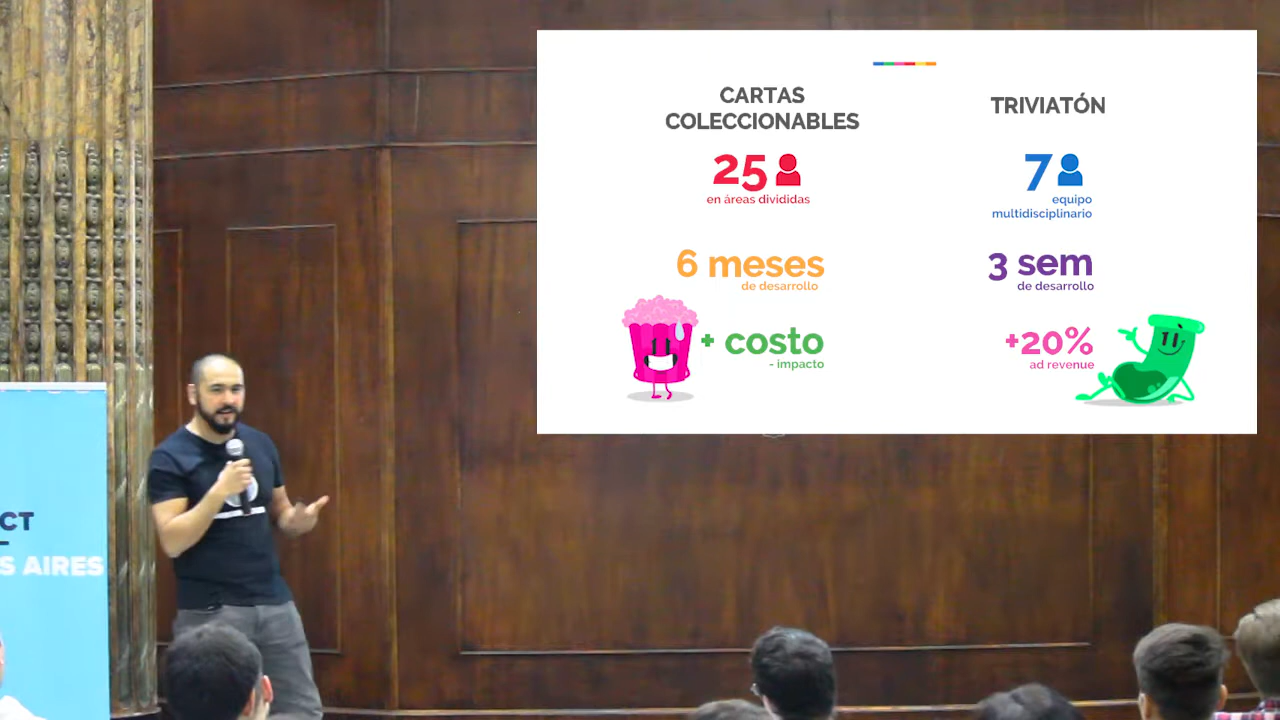 CARTAS
COLECCIONABLES
25
en áreas divididas
6 meses
de desarrollo
+ costo
- impacto
TRIVIATÓN
7
equipo
multidisciplinario
3 sem
de desarrollo
+20%
ad revenue
CT
S AIRES